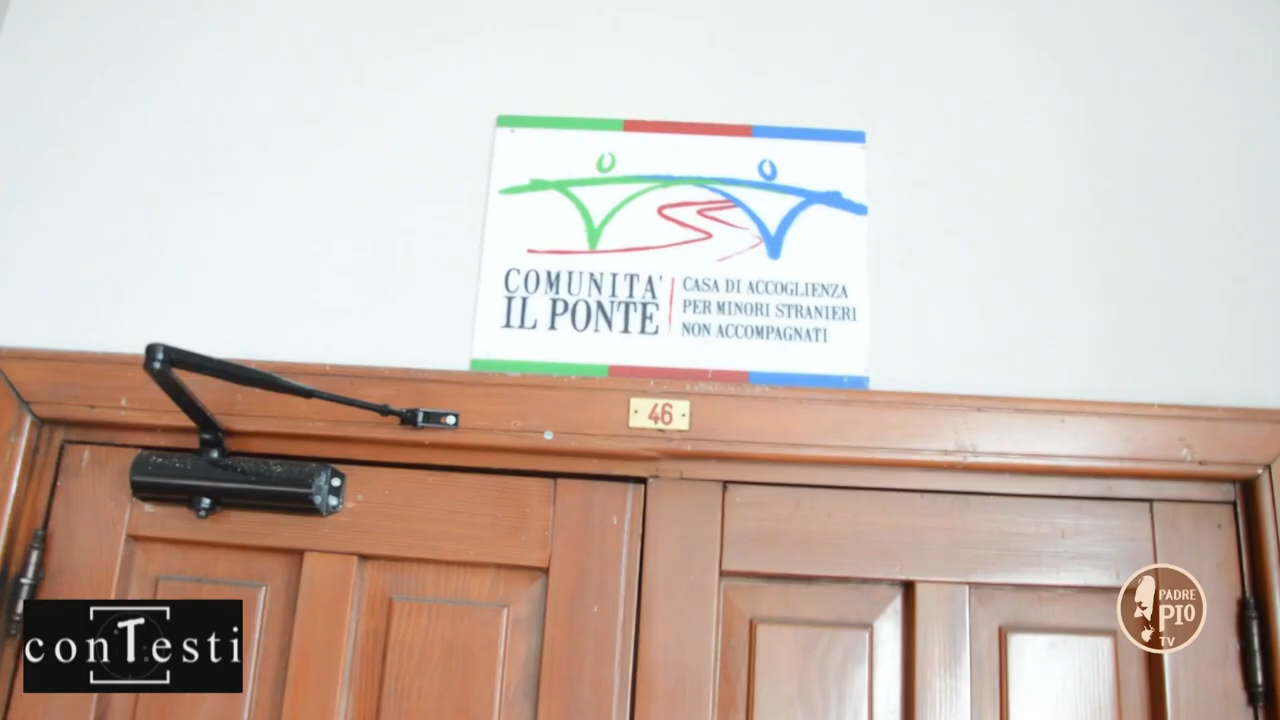 COMUNITA'
IL PONTE
CASA DI ACCOGLIENZA
PER MINORI STRANIERI
NON ACCOMPAGNATI
46
conTesti
PADRE
PIO
TV